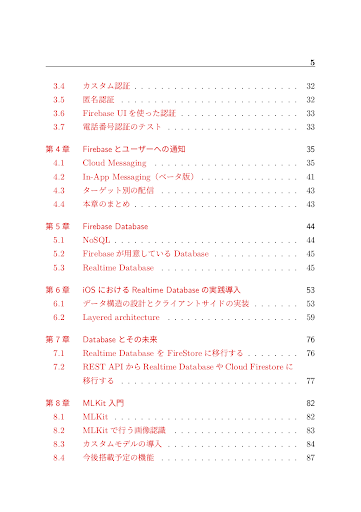 5
3.4 カスタム認証 . . . . . . . . . . . . . . . . . . . . . . . . . 32
3.5 匿名認証 . . . . . . . . . . . . . . . . . . . . . . . . . . . 32
3.6 Firebase UI を使った認証 . . . . . . . . . . . . . . . . . . 33
3.7 電話番号認証のテスト . . . . . . . . . . . . . . . . . . . . 33
第 4 章 Firebase とユーザーへの通知 35
4.1 Cloud Messaging . . . . . . . . . . . . . . . . . . . . . . 35
4.2 In-App Messaging（ベータ版） . . . . . . . . . . . . . . . 41
4.3 ターゲット別の配信 . . . . . . . . . . . . . . . . . . . . . 43
4.4 本章のまとめ . . . . . . . . . . . . . . . . . . . . . . . . . 43
第 5 章 Firebase Database 44
5.1 NoSQL . . . . . . . . . . . . . . . . . . . . . . . . . . . . 44
5.2 Firebase が用意している Database . . . . . . . . . . . . . 45
5.3 Realtime Database . . . . . . . . . . . . . . . . . . . . . 45
第 6 章 iOS における Realtime Database の実践導入 53
6.1 データ構造の設計とクライアントサイドの実装 . . . . . . . 53
6.2 Layered architecture . . . . . . . . . . . . . . . . . . . . 59
第 7 章 Database とその未来 76
7.1 Realtime Database を FireStore に移行する . . . . . . . . 76
7.2 REST API から Realtime Database や Cloud Firestore に
移行する . . . . . . . . . . . . . . . . . . . . . . . . . . . 77
第 8 章 MLKit 入門 82
8.1 MLKit . . . . . . . . . . . . . . . . . . . . . . . . . . . . 82
8.2 MLKit で行う画像認識 . . . . . . . . . . . . . . . . . . . 83
8.3 カスタムモデルの導入 . . . . . . . . . . . . . . . . . . . . 84
8.4 今後搭載予定の機能 . . . . . . . . . . . . . . . . . . . . . 87